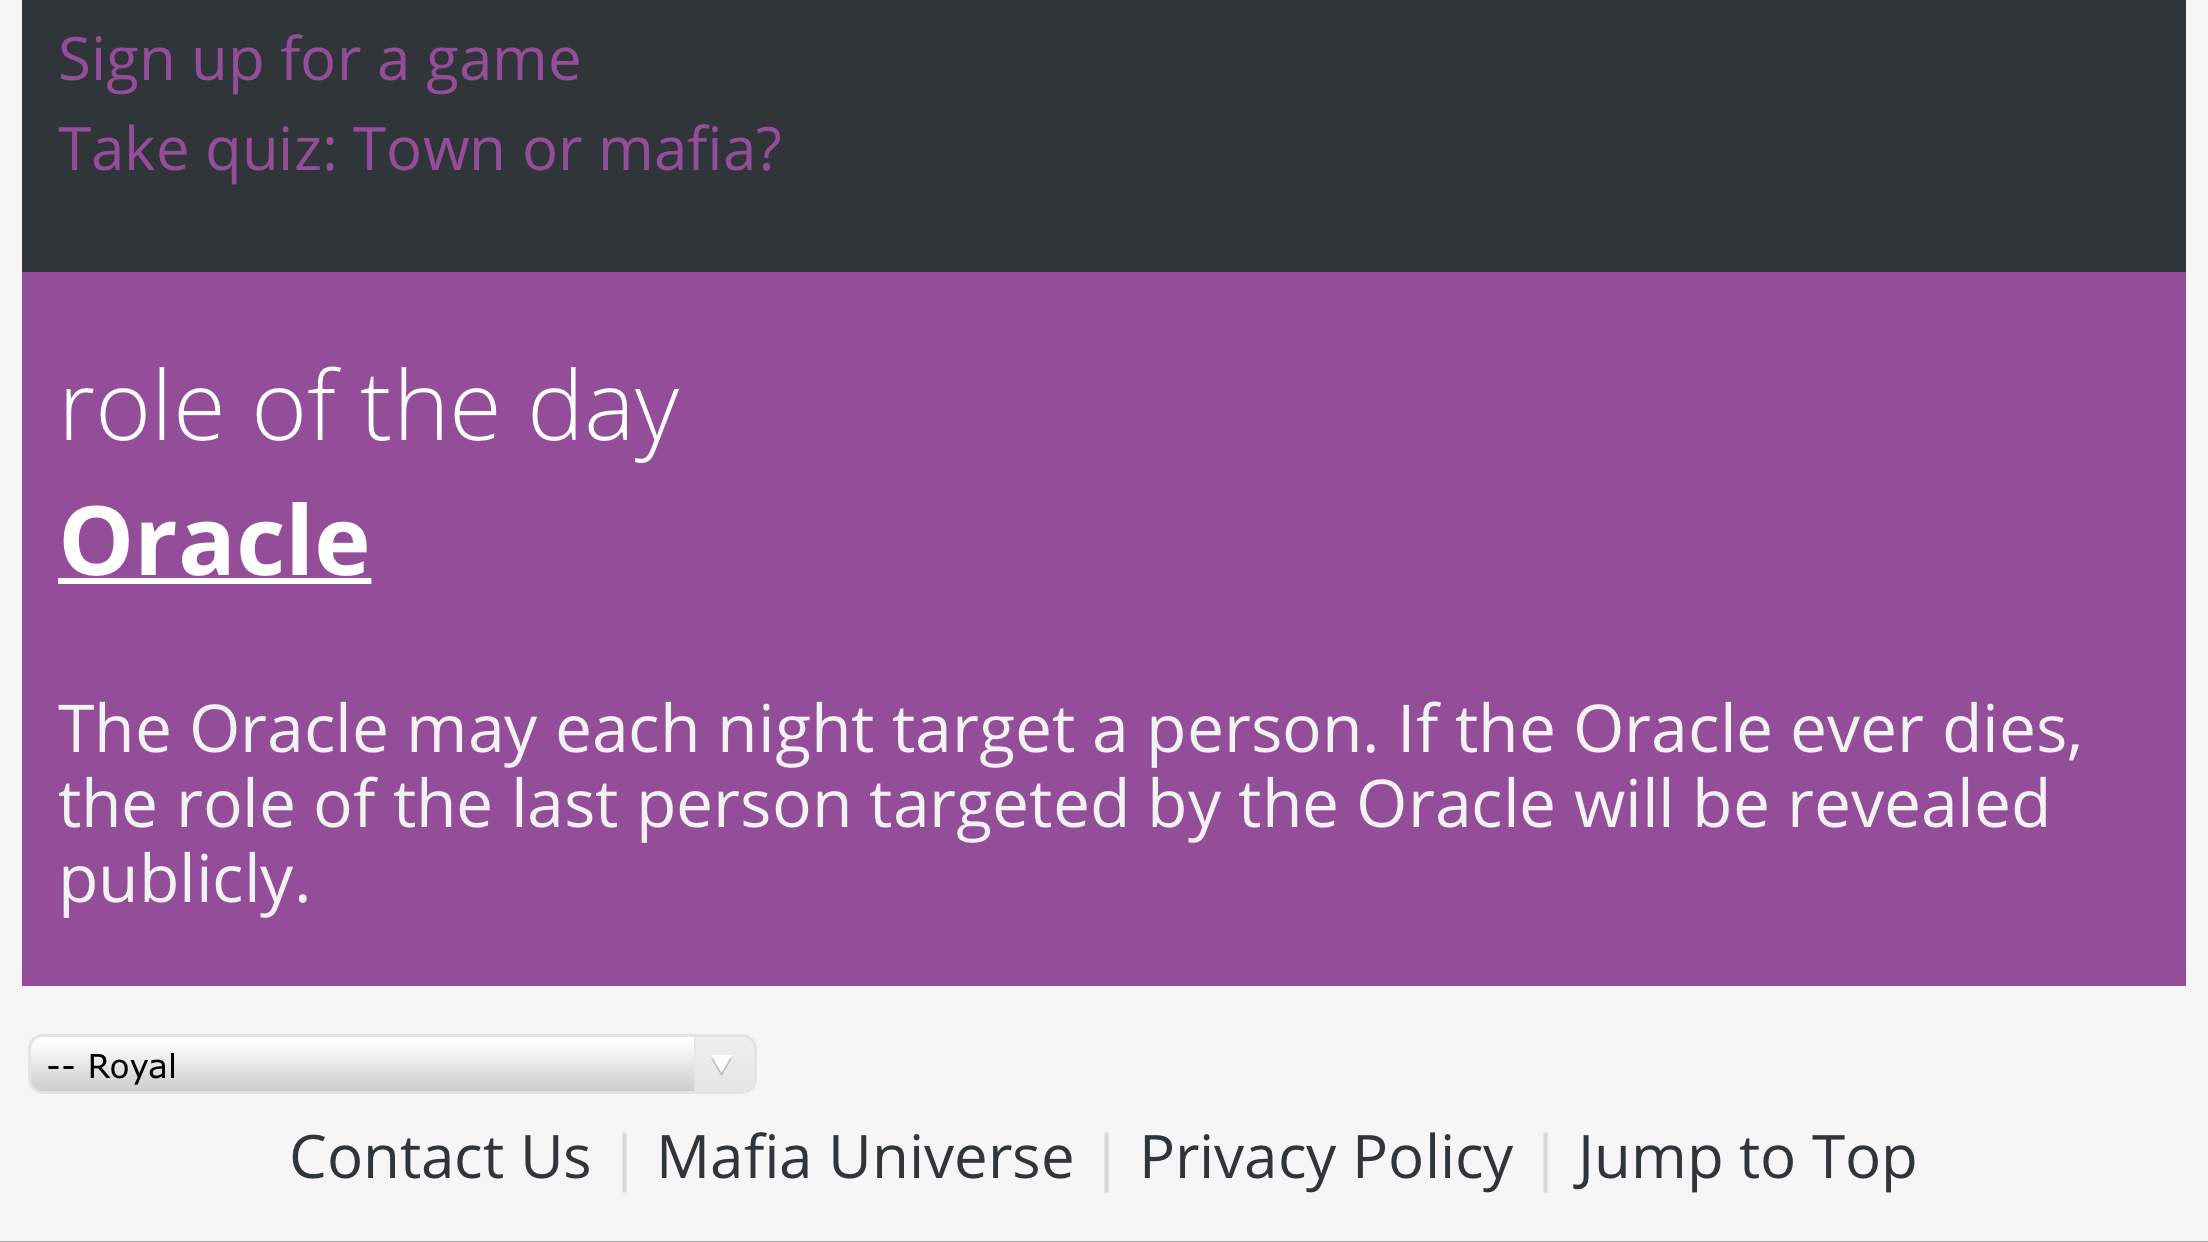 Sign up for a game
Take quiz: Town or mafia?
role of the day
Oracle
The Oracle may each night target a person. If the Oracle ever dies,
the role of the last person targeted by the Oracle will be revealed
publicly.
-- Royal
Contact Us | Mafia Universe | Privacy Policy | Jump to Top